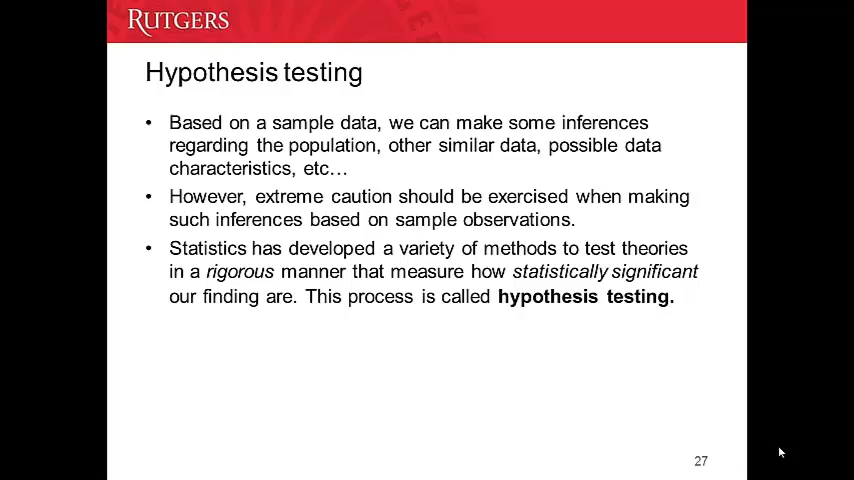 RUTGERS
Hypothesis testing
• Based on a sample data, we can make some inferences
regarding the population, other similar data, possible data
characteristics, etc…
• However, extreme caution should be exercised when making
such inferences based on sample observations.
• Statistics has developed a variety of methods to test theories
in a rigorous manner that measure how statistically significant
our finding are. This process is called hypothesis testing.
27